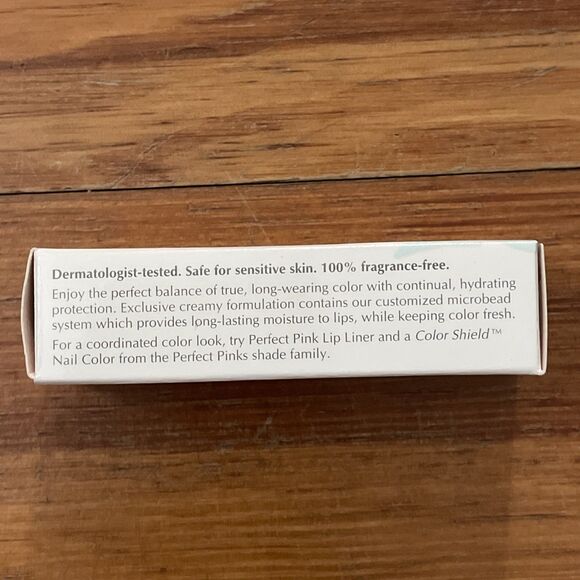 Dermatologist-tested. Safe for sensitive skin. 100% fragrance-free.
Enjoy the perfect balance of true, long-wearing color with continual, hydrating
protection. Exclusive creamy formulation contains our customized microbead
system which provides long-lasting moisture to lips, while keeping color fresh.
For a coordinated color look, try Perfect Pink Lip Liner and a Color Shield™
Nail Color from the Perfect Pinks shade family.